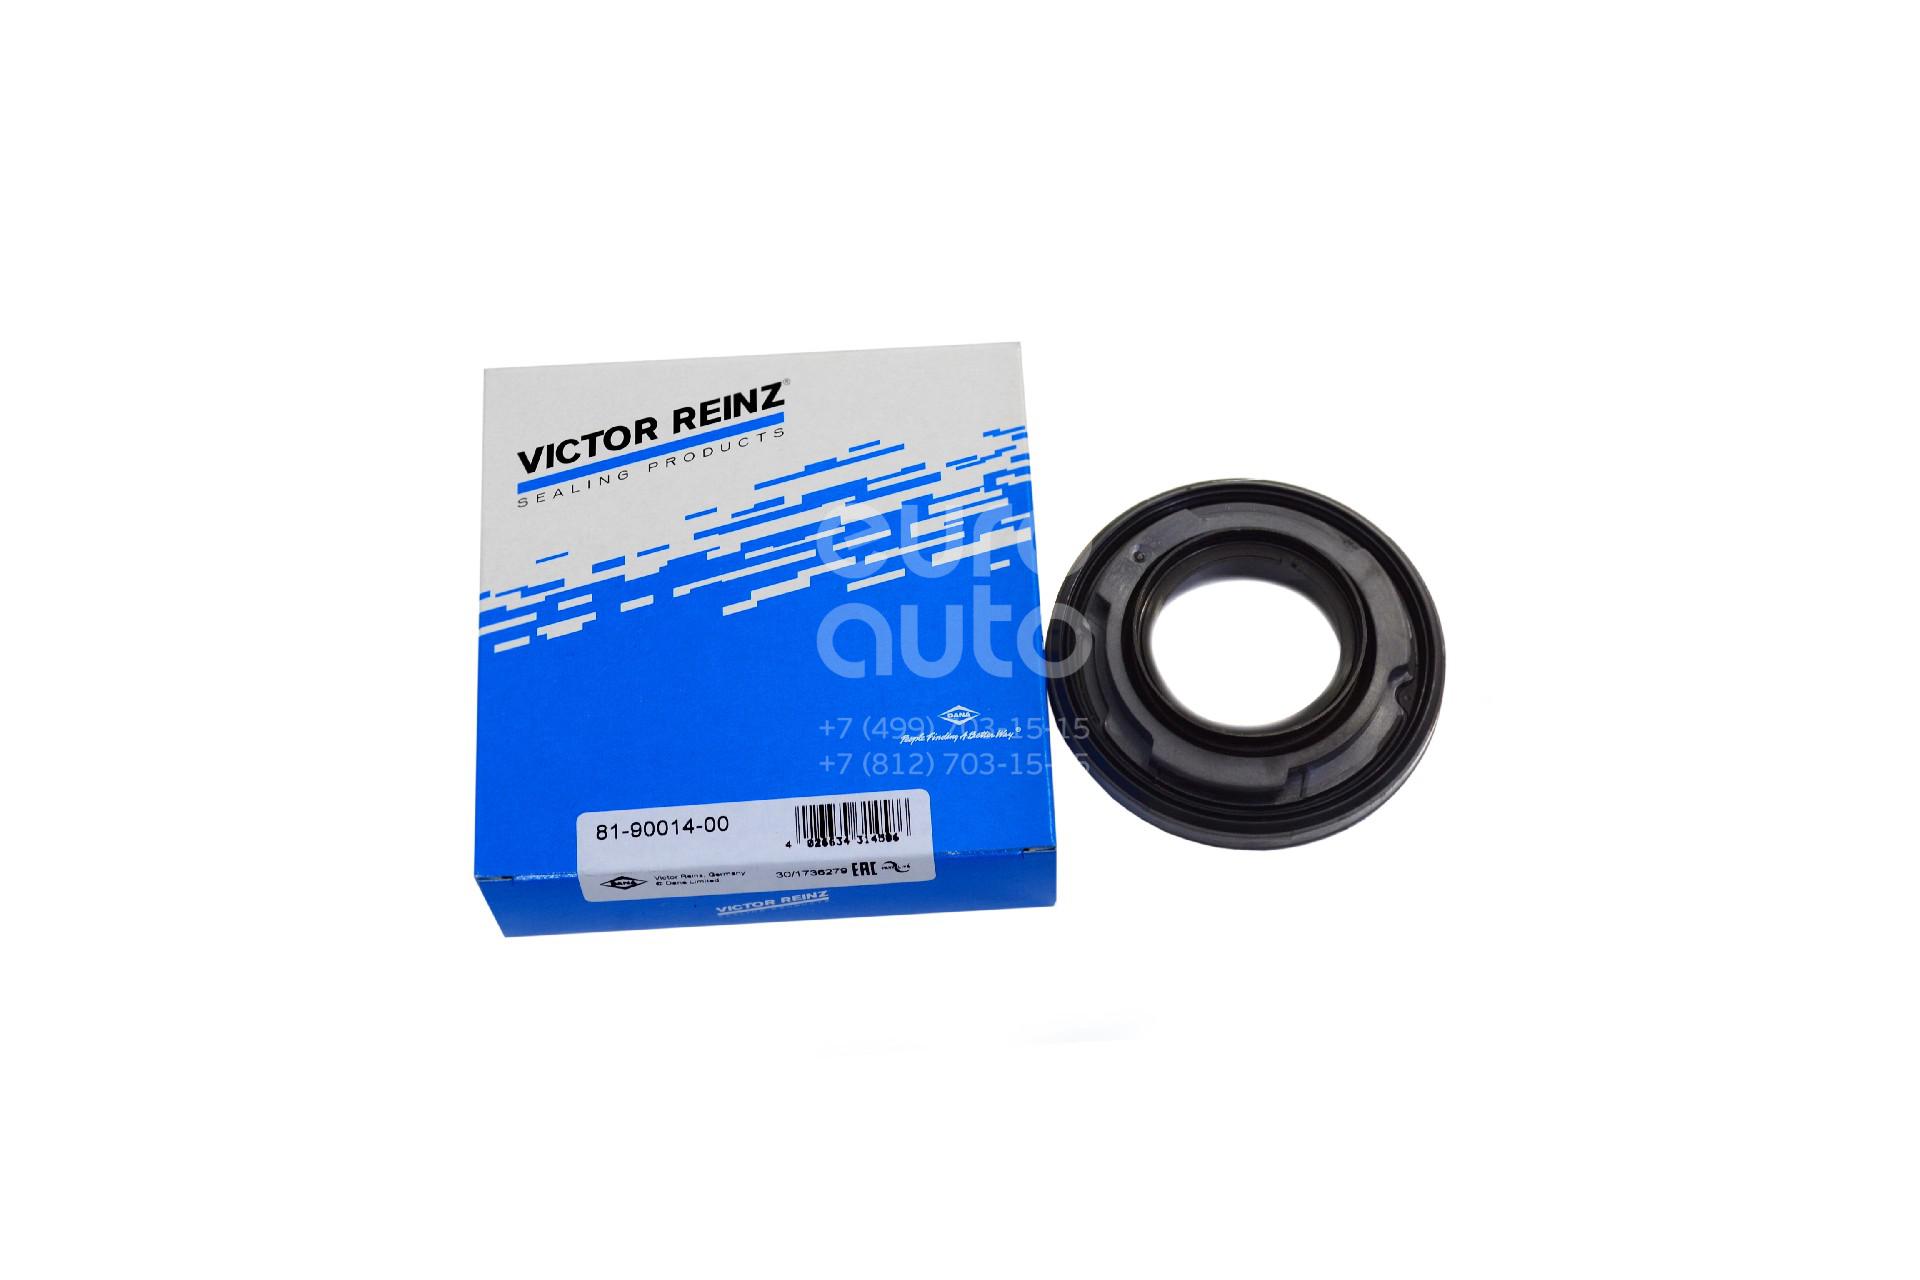 VICTOR REINZ®
SEALING PRODUCTS
euro
auto
DANA
People Finding A Better Way®
+7 (499) 703-15-15
+7 (812) 703-15-15
81-90014-00
4 026634 314586
DANA
Victor Reinz, Germany
© Dana Limited
30/1736279 EAC
VICTOR REINZ